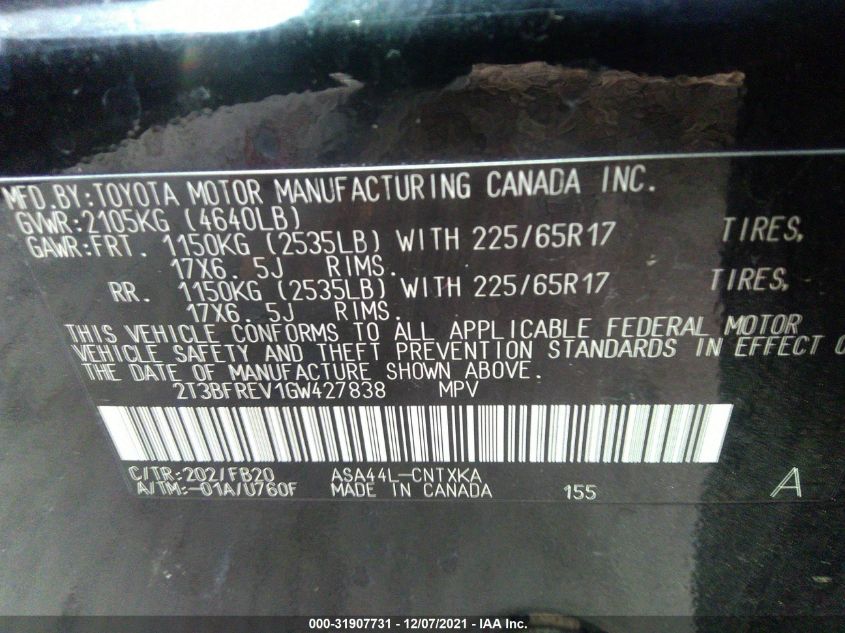 MFD.BY:TOYOTA MOTOR MANUFACTURING CANADA INC.
GVWR:2105KG (4640LB)
GAWR:FRT. 1150KG (2535LB) WITH 225/65R17 TIRES,
17X6.5J RIMS.
RR. 1150KG (2535LB) WITH 225/65R17 TIRES,
17X6.5J RIMS.
THIS VEHICLE CONFORMS TO ALL APPLICABLE FEDERAL MOTOR
VEHICLE SAFETY AND THEFT PREVENTION STANDARDS IN EFFECT O
THE DATE OF MANUFACTURE SHOWN ABOVE.
2T3BFREV1GW427838 MPV
C/TR:202/FB20 ASA44L-CNTXKA
A/TM:-01A/U760F MADE IN CANADA 155 A
000-31907731 - 12/07/2021 - IAA Inc.